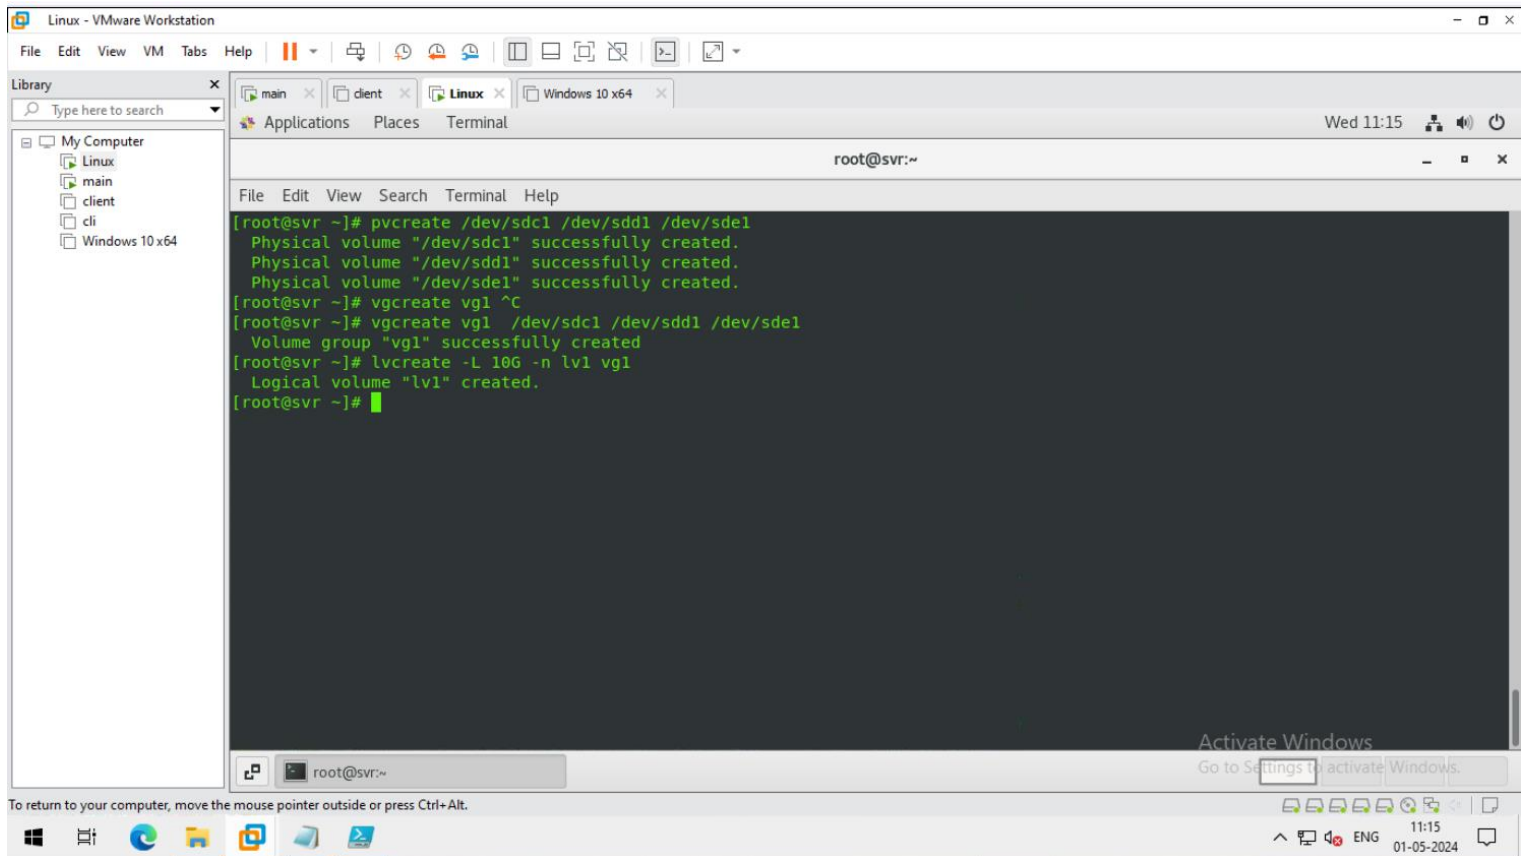 Linux - VMware Workstation
File Edit View VM Tabs Help
Library
Type here to search
My Computer
Linux
main
client
cli
Windows 10 x64
main client Linux Windows 10 x64
Applications Places Terminal Wed 11:15
root@svr:~
File Edit View Search Terminal Help
[root@svr ~]# pvcreate /dev/sdc1 /dev/sdd1 /dev/sde1
  Physical volume "/dev/sdc1" successfully created.
  Physical volume "/dev/sdd1" successfully created.
  Physical volume "/dev/sde1" successfully created.
[root@svr ~]# vgcreate vg1 ^C
[root@svr ~]# vgcreate vg1  /dev/sdc1 /dev/sdd1 /dev/sde1
  Volume group "vg1" successfully created
[root@svr ~]# lvcreate -L 10G -n lv1 vg1
  Logical volume "lv1" created.
[root@svr ~]#
Activate Windows
Go to Settings to activate Windows.
root@svr:~
To return to your computer, move the mouse pointer outside or press Ctrl+Alt.
ENG 11:15
01-05-2024